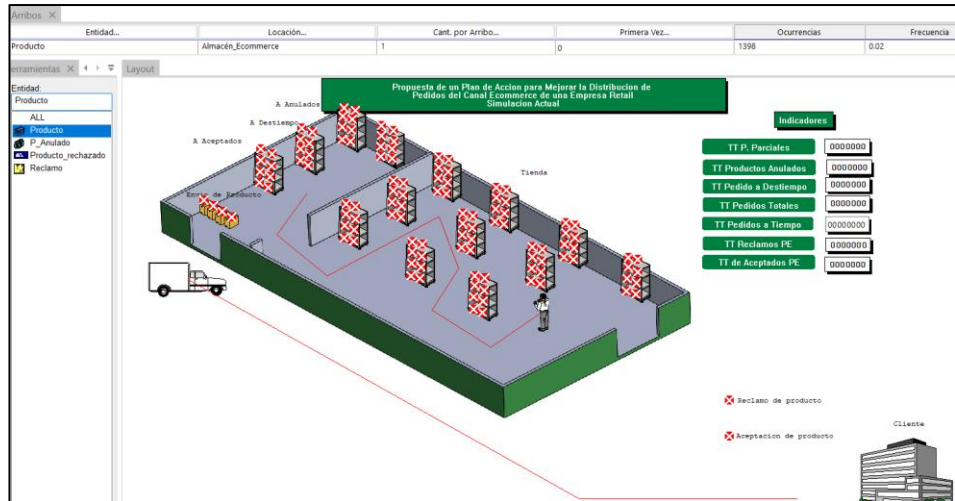 Arribos
Entidad... Locación... Cant. por Arribo... Primera Vez... Ocurrencias Frecuencia
Producto Almacén_Ecommerce 1 0 1398 0.02
erramientas Layout
Entidad:
Producto
ALL
Producto
P_Anulado
Producto_rechazado
Reclamo
Propuesta de un Plan de Accion para Mejorar la Distribucion de
Pedidos del Canal Ecommerce de una Empresa Retail
Simulacion Actual
A Anulados
A Destiempo
A Aceptados
Tienda
Envio de Producto
Indicadores
TT P. Parciales 0000000
TT Productos Anulados 0000000
TT Pedido a Destiempo 0000000
TT Pedidos Totales 0000000
TT Pedidos a Tiempo 00000000
TT Reclamos PE 0000000
TT de Aceptados PE 0000000
Reclamo de producto
Cliente
Aceptacion de producto